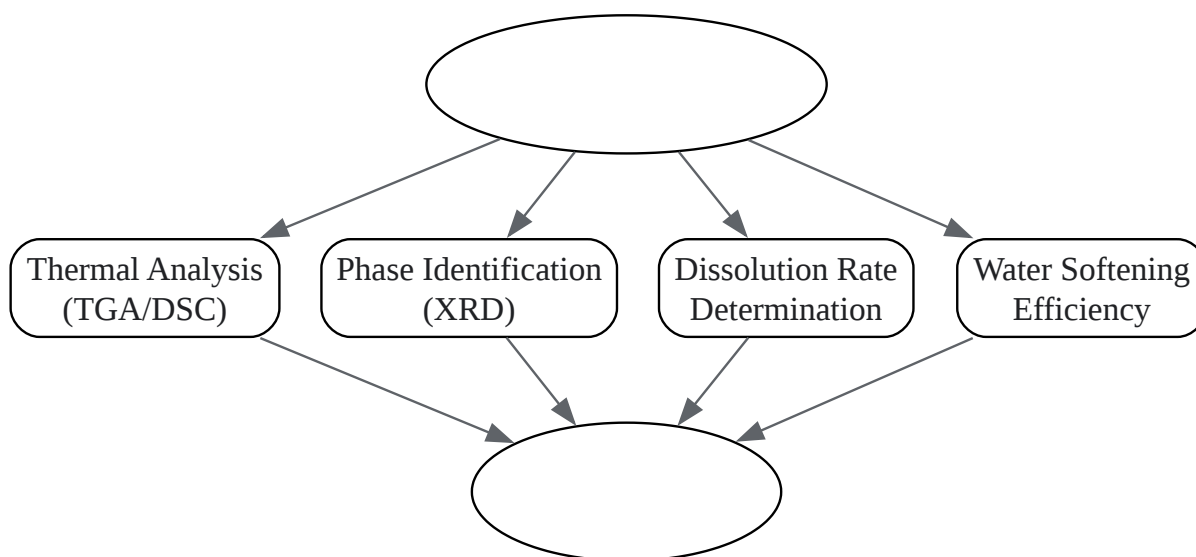 Thermal Analysis
(TGA/DSC)
Phase Identification
(XRD)
Dissolution Rate
Determination
Water Softening
Efficiency